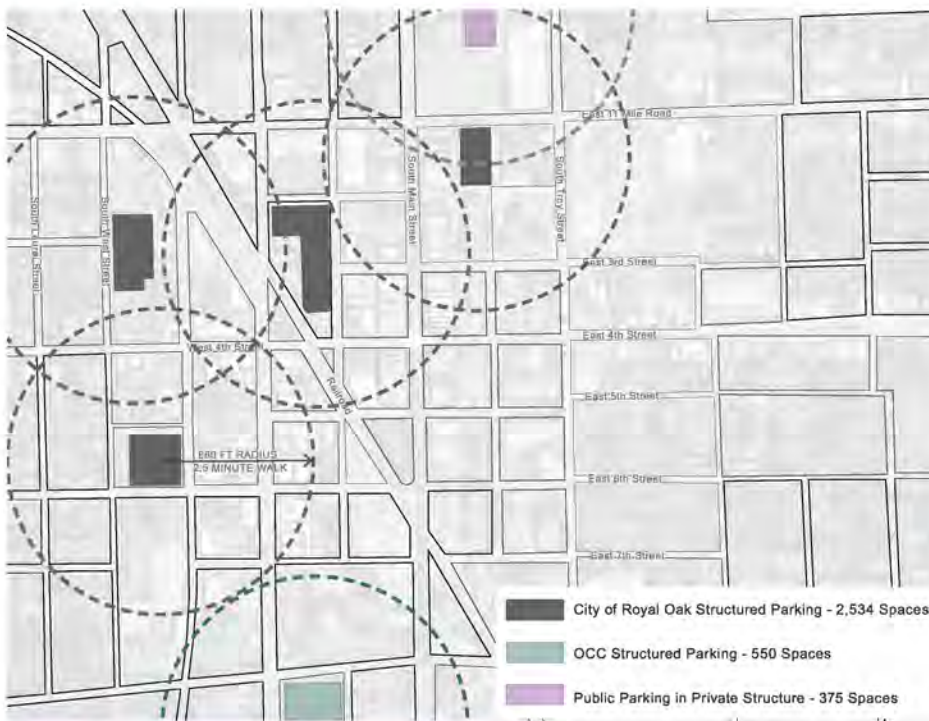 East 11 Mile Road
South Laurel Street
South West Street
South Main Street
South Troy Street
East 3rd Street
East 4th Street
West 4th Street
Railroad
East 5th Street
660 FT RADIUS
2.5 MINUTE WALK
East 6th Street
East 7th Street
City of Royal Oak Structured Parking - 2,534 Spaces
OCC Structured Parking - 550 Spaces
Public Parking in Private Structure - 375 Spaces